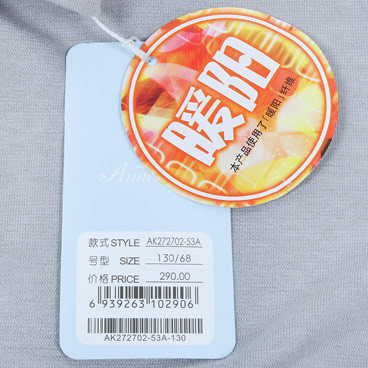 暖阳
本产品使用了「暖阳」纤维
Aimer
款式 STYLE AK272702-53A
号型 SIZE 130/68
价格 PRICE 290.00
6 939263 102906
AK272702-53A-130